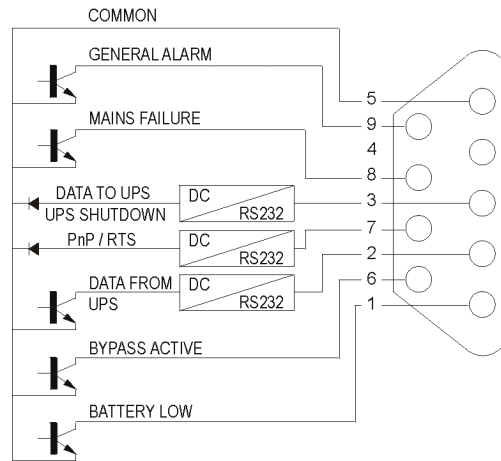 COMMON
GENERAL ALARM
5
9
MAINS FAILURE
4
8
DATA TO UPS
UPS SHUTDOWN
DC
RS232
3
PnP / RTS
DC
RS232
7
2
DATA FROM
UPS
DC
RS232
6
1
BYPASS ACTIVE
BATTERY LOW